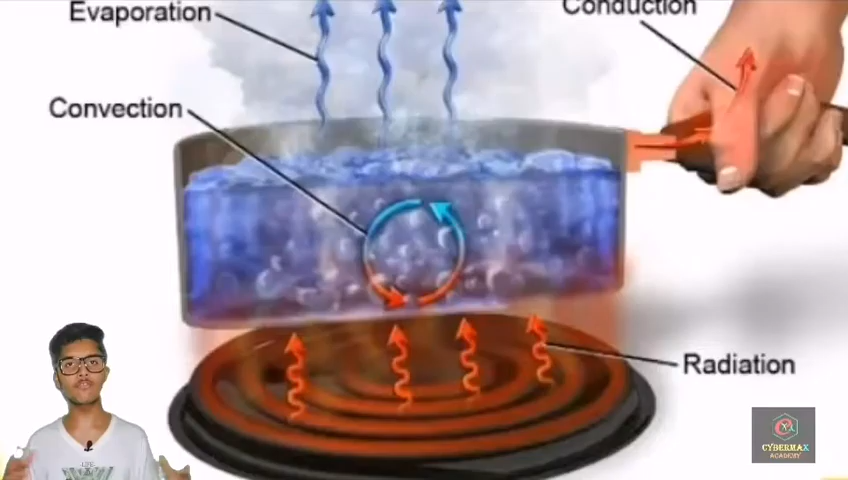 Evaporation
Conduction
Convection
Radiation
CYBERMAX
ACADEMY